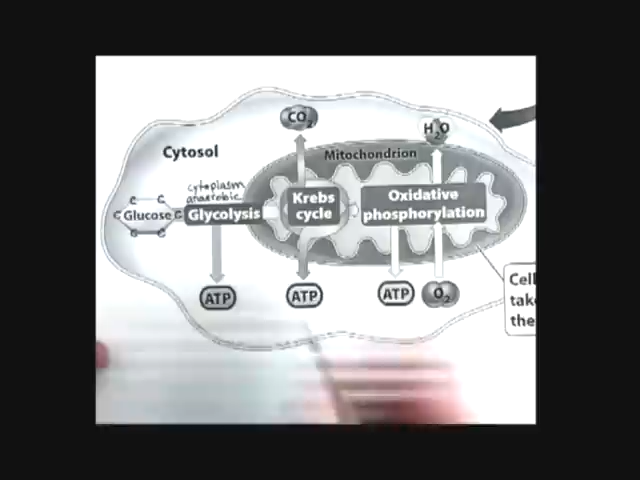 CO2
H2O
Mitochondrion
Cytosol
cytoplasm
anaerobic
C C
C Glucose C
C C
Glycolysis
Krebs
cycle
Oxidative
phosphorylation
ATP
ATP
ATP
O2
Cell
take
the